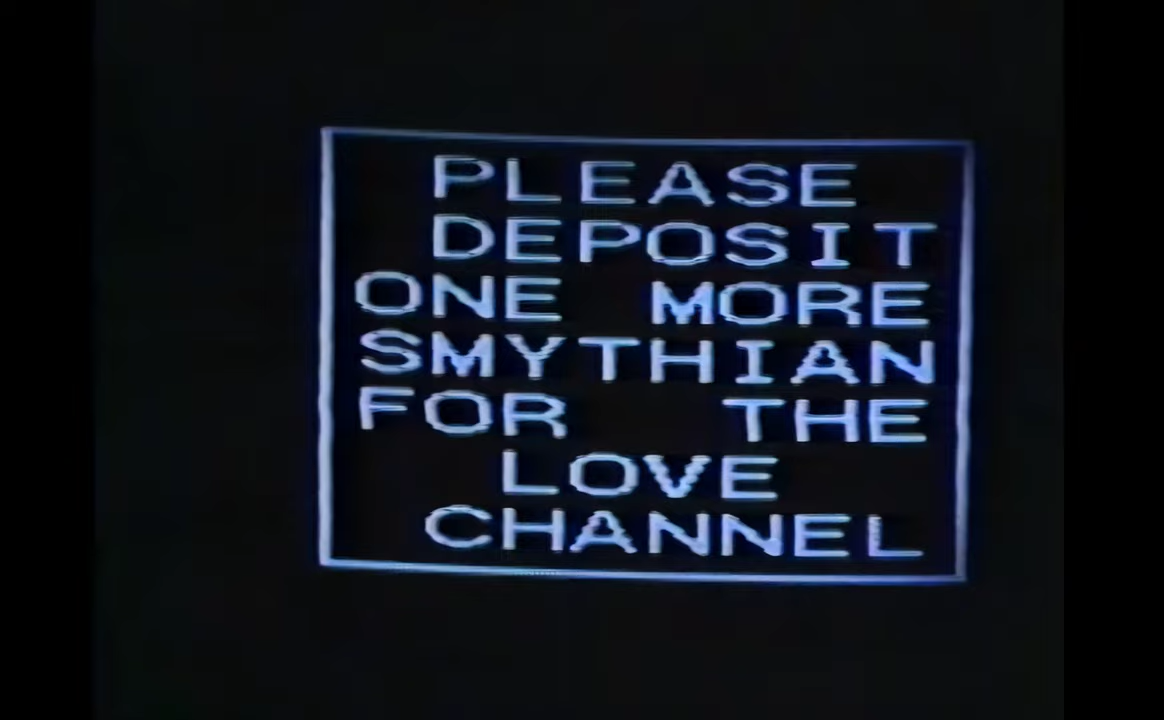 PLEASE
DEPOSIT
ONE MORE
SMYTHIAN
FOR THE
LOVE
CHANNEL